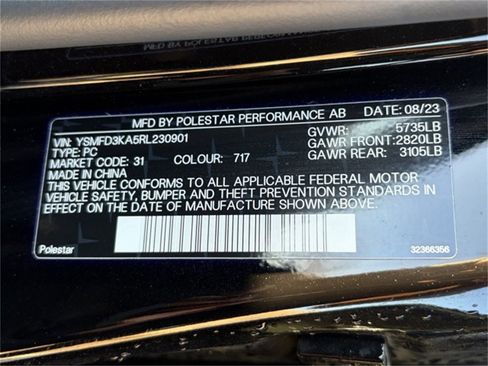 MFD BY POLESTAR PERFORMANCE AB DATE: 08/23
VIN: YSMFD3KA5RL230901 GVWR: 5735LB
TYPE: PC GAWR FRONT: 2820LB
MARKET CODE: 31 COLOUR: 717 GAWR REAR: 3105LB
MADE IN CHINA
THIS VEHICLE CONFORMS TO ALL APPLICABLE FEDERAL MOTOR
VEHICLE SAFETY, BUMPER AND THEFT PREVENTION STANDARDS IN
EFFECT ON THE DATE OF MANUFACTURE SHOWN ABOVE.
Polestar 32366356